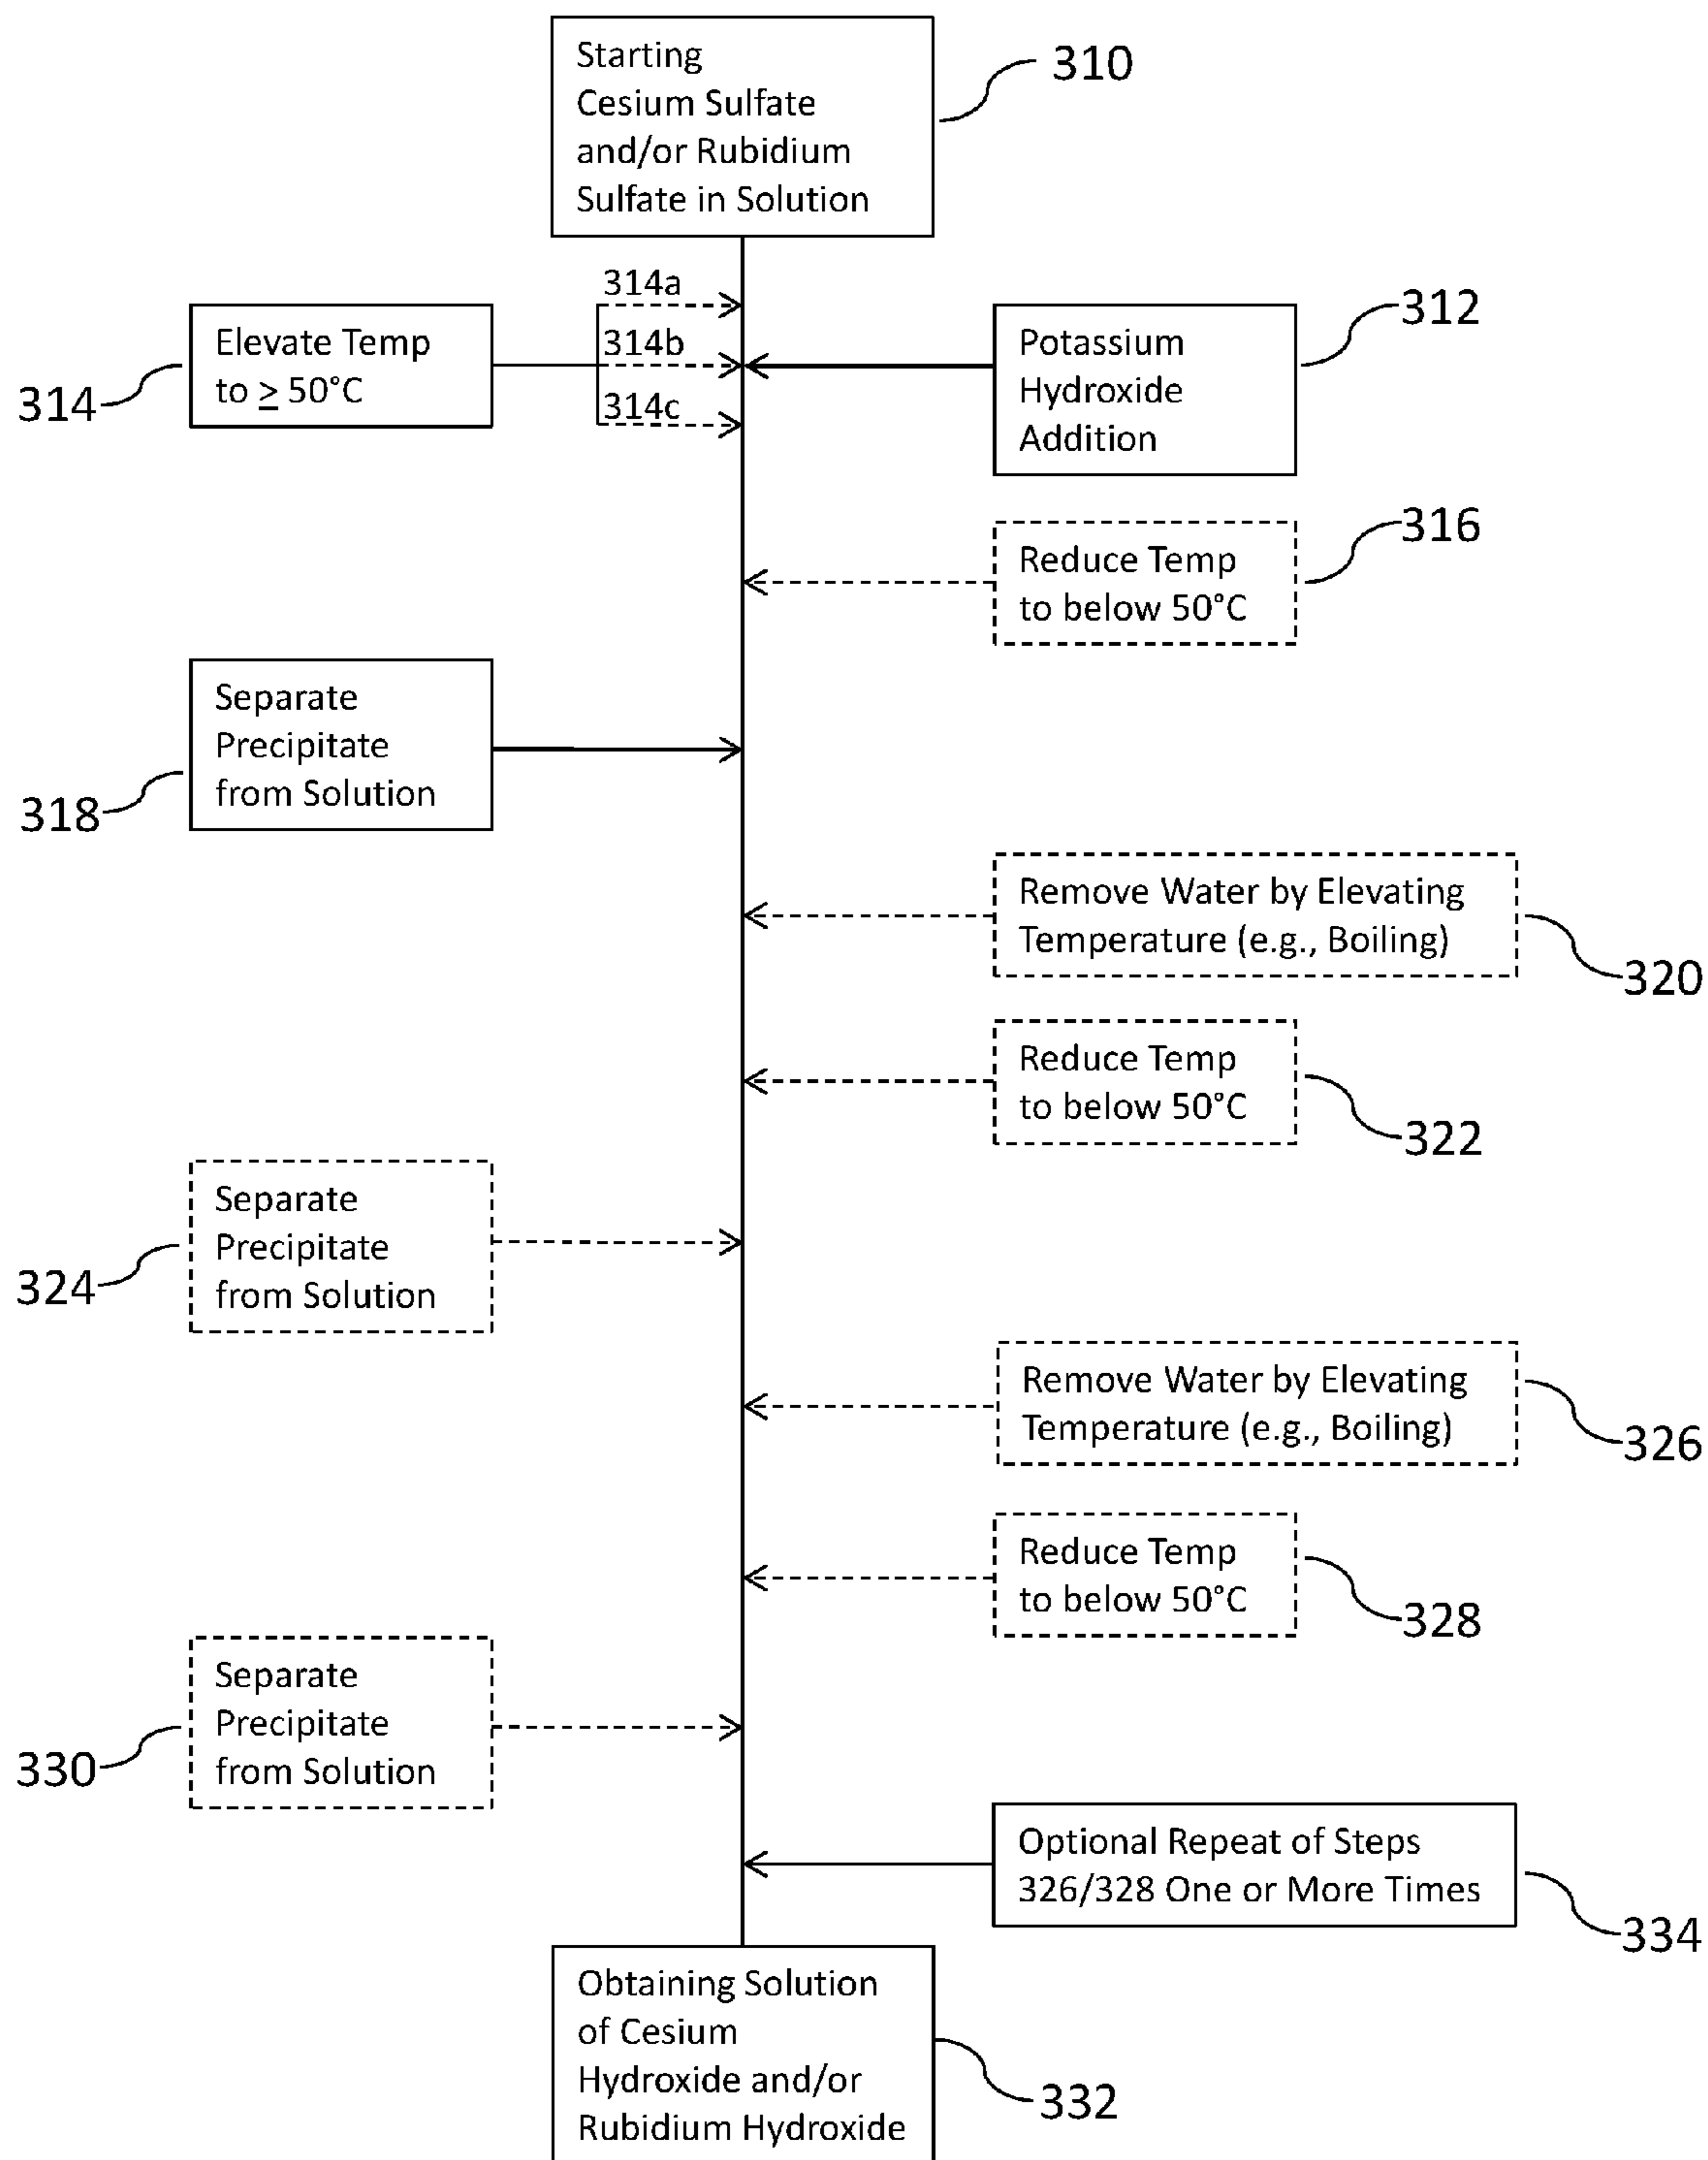 Starting
Cesium Sulfate
and/or Rubidium
Sulfate in Solution
310
314a
314b
314c
Elevate Temp
to ≥ 50°C
314
Potassium
Hydroxide
Addition
312
Reduce Temp
to below 50°C
316
Separate
Precipitate
from Solution
318
Remove Water by Elevating
Temperature (e.g., Boiling)
320
Reduce Temp
to below 50°C
322
Separate
Precipitate
from Solution
324
Remove Water by Elevating
Temperature (e.g., Boiling)
326
Reduce Temp
to below 50°C
328
Separate
Precipitate
from Solution
330
Optional Repeat of Steps
326/328 One or More Times
334
Obtaining Solution
of Cesium
Hydroxide and/or
Rubidium Hydroxide
332